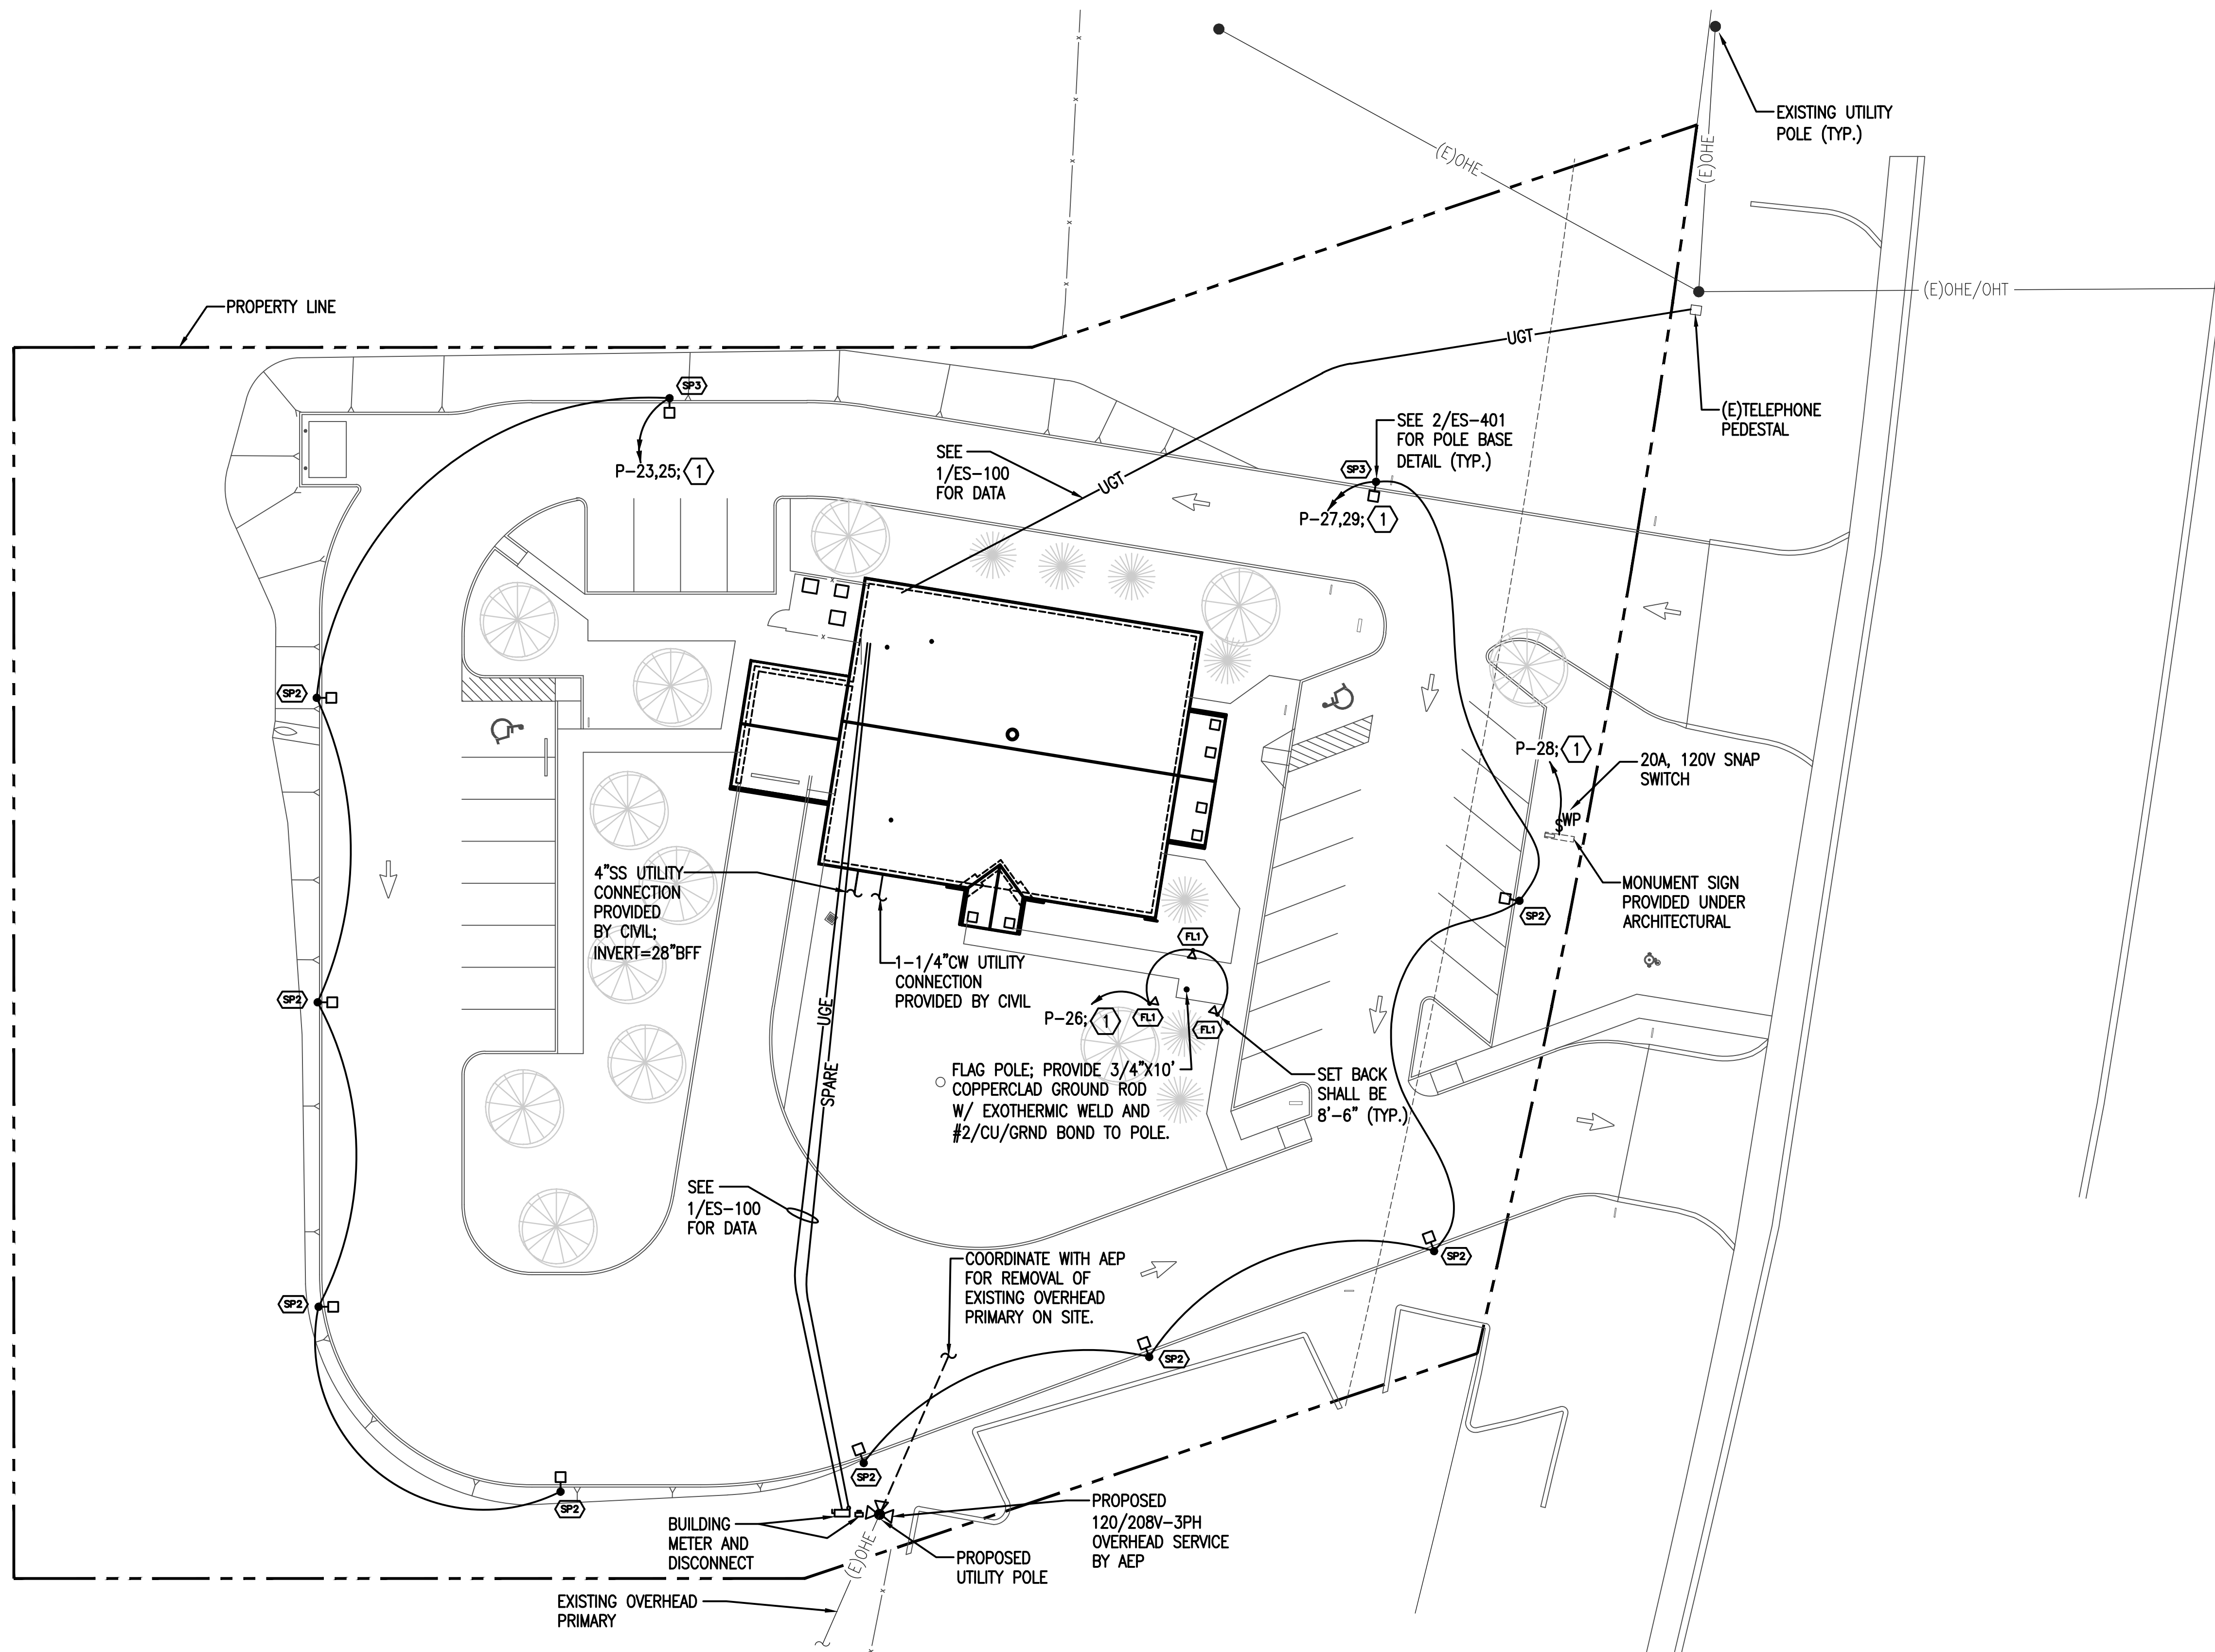 EXISTING UTILITY
POLE (TYP.)
(E)OHE
(E)OHE
(E)OHE/OHT
PROPERTY LINE
UGT
(E)TELEPHONE
PEDESTAL
SP3
SEE 2/ES-401
FOR POLE BASE
DETAIL (TYP.)
SEE
1/ES-100
FOR DATA
P-23,25; 1
SP3
UGT
P-27,29; 1
x
x
x
x
x
x
SP2
P-28; 1
20A, 120V SNAP
SWITCH
$WP
4"SS UTILITY
CONNECTION
PROVIDED
BY CIVIL;
INVERT=28"BFF
MONUMENT SIGN
PROVIDED UNDER
ARCHITECTURAL
SP2
FL1
1-1/4"CW UTILITY
CONNECTION
PROVIDED BY CIVIL
SP2
UGE
P-26; 1
FL1
FL1
SPARE
FLAG POLE; PROVIDE 3/4"X10'
COPPERCLAD GROUND ROD
W/ EXOTHERMIC WELD AND
#2/CU/GRND BOND TO POLE.
SET BACK
SHALL BE
8'-6" (TYP.)
SEE
1/ES-100
FOR DATA
COORDINATE WITH AEP
FOR REMOVAL OF
EXISTING OVERHEAD
PRIMARY ON SITE.
SP2
SP2
SP2
SP2
SP2
BUILDING
METER AND
DISCONNECT
PROPOSED
120/208V-3PH
OVERHEAD SERVICE
BY AEP
(E)OHE
PROPOSED
UTILITY POLE
EXISTING OVERHEAD
PRIMARY
x
x